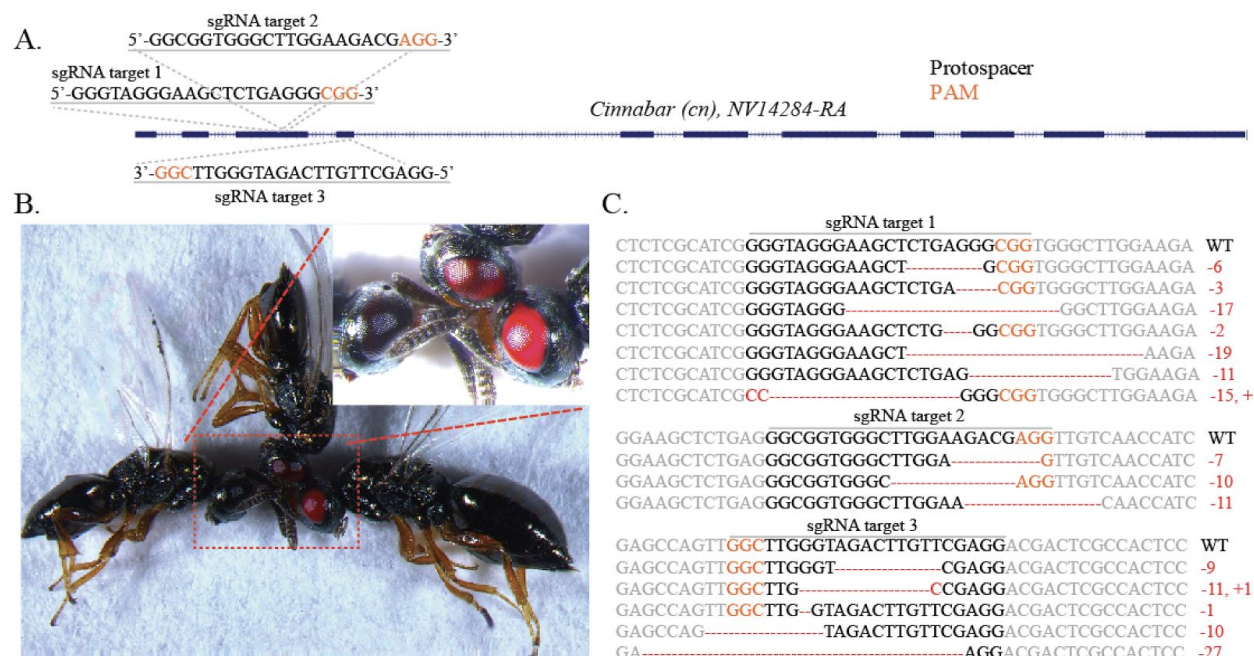 A.
sgRNA target 2
5’-GGCGGTGGGCTTGGAAGACGAGG-3’
sgRNA target 1
5’-GGGTAGGGAAGCTCTGAGGGCGG-3’
Protospacer
PAM
Cinnabar (cn), NV14284-RA
3’-GGCTTGGGTAGACTTGTTCGAGG-5’
sgRNA target 3
B.
C.
sgRNA target 1
CTCTCGCATCGGGGTAGGGAAGCTCTGAGGGCGGTGGGCTTGGAAGA WT
CTCTCGCATCGGGGTAGGGAAGCT------------GCGGTGGGCTTGGAAGA -6
CTCTCGCATCGGGGTAGGGAAGCTCTGA------CGGTGGGCTTGGAAGA -3
CTCTCGCATCGGGGTAGGG----------------------------------GGCTTGGAAGA -17
CTCTCGCATCGGGGTAGGGAAGCTCTG----GGCGGTGGGCTTGGAAGA -2
CTCTCGCATCGGGGTAGGGAAGCT--------------------------------------AAGA -19
CTCTCGCATCGGGGTAGGGAAGCTCTGAG----------------------TGGAAGA -11
CTCTCGCATCGCC------------------------------GGGCGGTGGGCTTGGAAGA -15, +
sgRNA target 2
GGAAGCTCTGAGGGCGGTGGGCTTGGAAGACGAGGTTGTCAACCATC WT
GGAAGCTCTGAGGGCGGTGGGCTTGGA--------------GTTGTCAACCATC -7
GGAAGCTCTGAGGGCGGTGGGC--------------------AGGTTGTCAACCATC -10
GGAAGCTCTGAGGGCGGTGGGCTTGGAA----------------------CAACCATC -11
sgRNA target 3
GAGCCAGTTGGCTTGGGTAGACTTGTTCGAGGACGACTCGCCACTCC WT
GAGCCAGTTGGCTTGGGT-----------------CGAGGACGACTCGCCACTCC -9
GAGCCAGTTGGCTTG---------------------CCGAGGACGACTCGCCACTCC -11, +1
GAGCCAGTTGGCTTG--GTAGACTTGTTCGAGGACGACTCGCCACTCC -1
GAGCCAG-------------------TAGACTTGTTCGAGGACGACTCGCCACTCC -10
GA--------------------------------------------------AGGACGACTCGCCACTCC -27